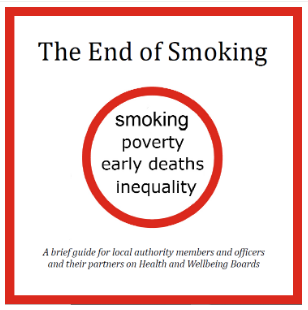 The End of Smoking
smoking
poverty
early deaths
inequality
A brief guide for local authority members and officers
and their partners on Health and Wellbeing Boards